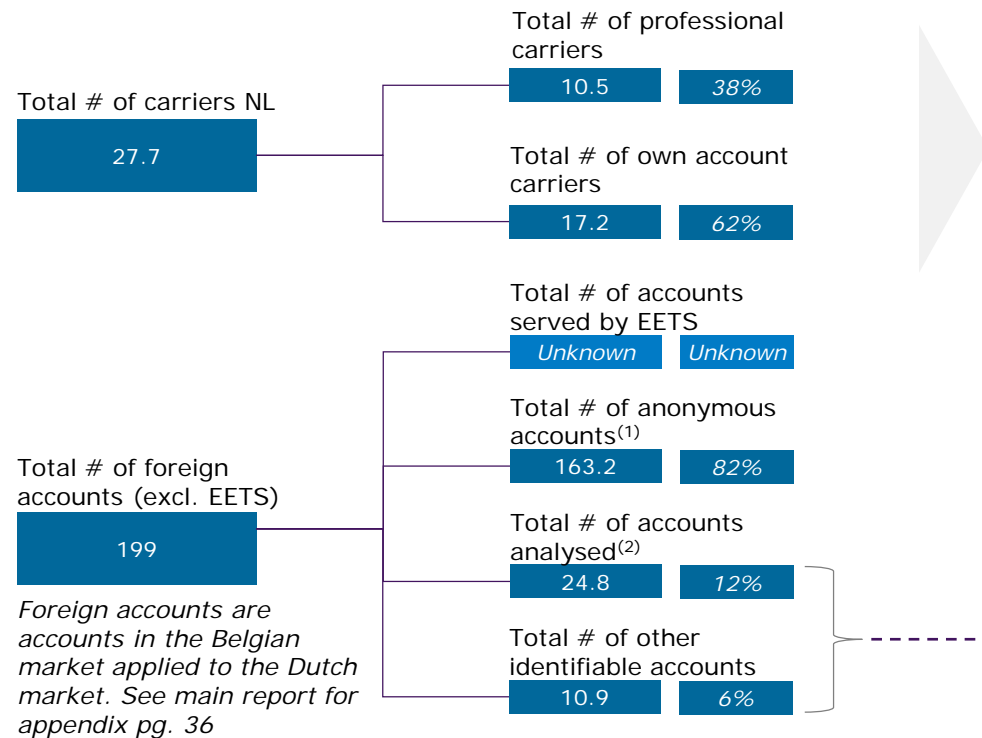 Total # of carriers NL
27.7
Total # of professional
carriers
10.5
38%
Total # of own account
carriers
17.2
62%
Total # of foreign
accounts (excl. EETS)
199
Foreign accounts are
accounts in the Belgian
market applied to the Dutch
market. See main report for
appendix pg. 36
Total # of accounts
served by EETS
Unknown
Unknown
Total # of anonymous
accounts(1)
163.2
82%
Total # of accounts
analysed(2)
24.8
12%
Total # of other
identifiable accounts
10.9
6%